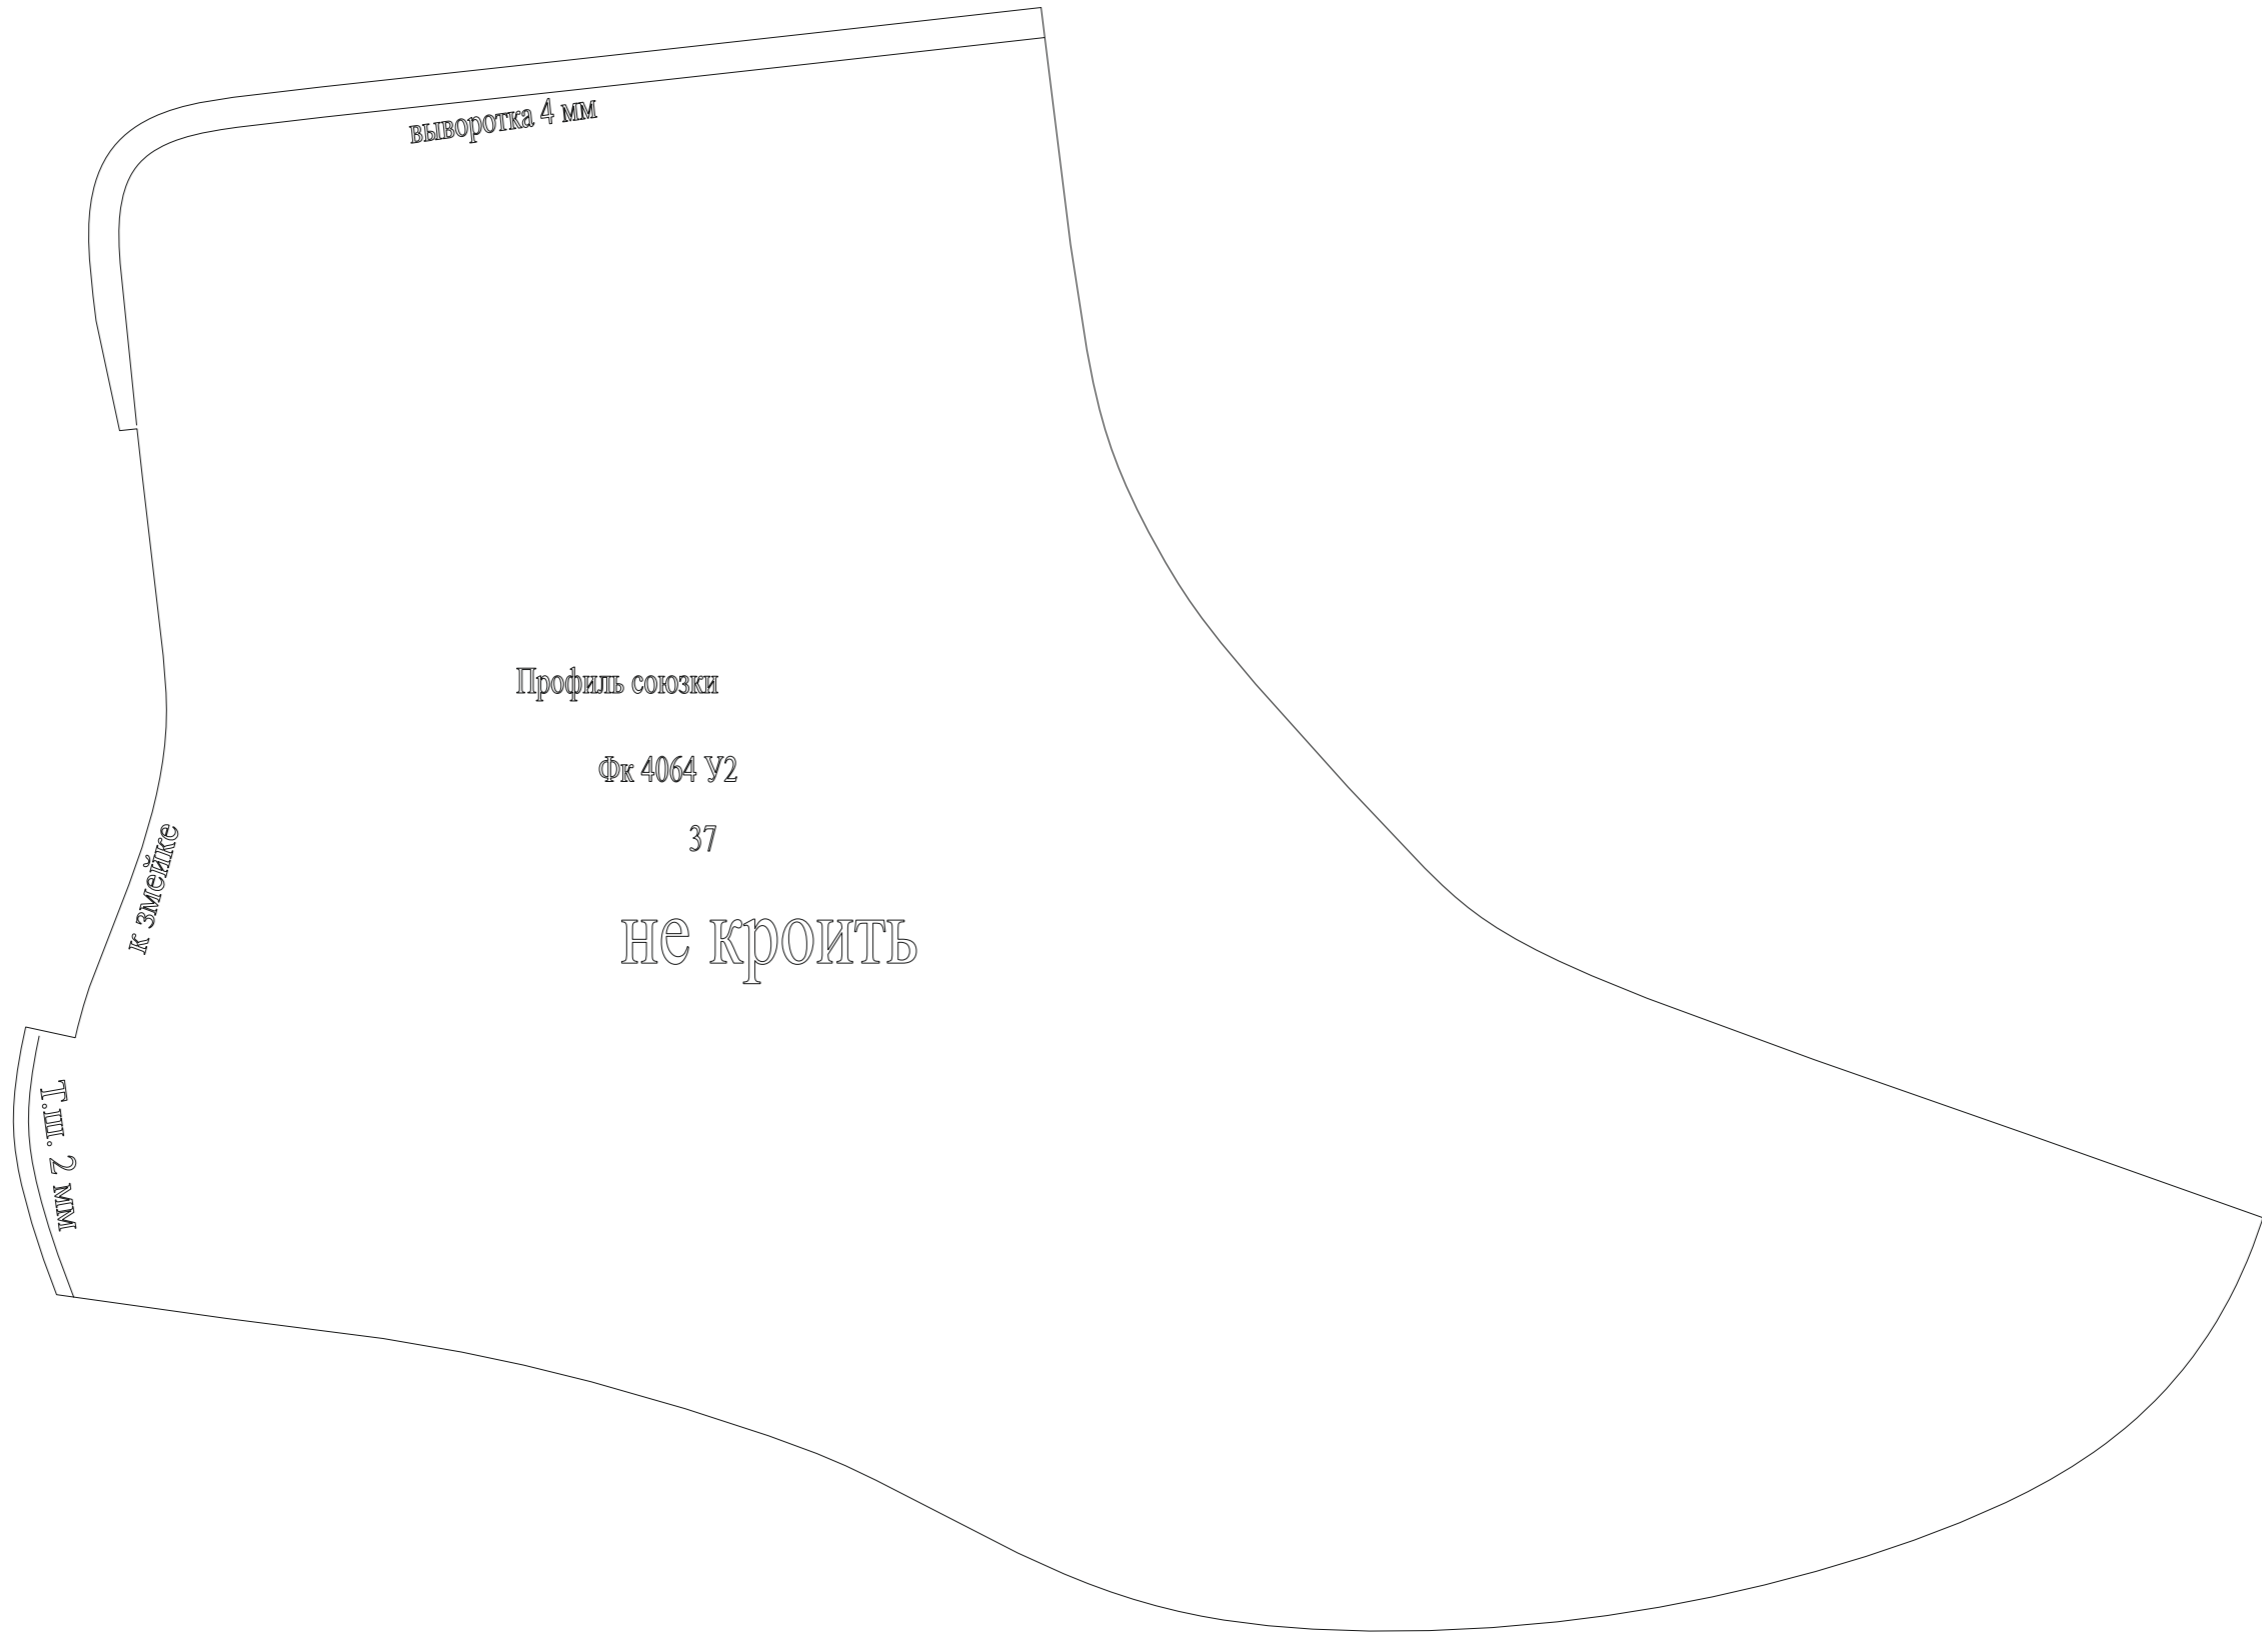 выворотка 4 мм
Профиль союзки
Фк 4064 У2
37
к змейке
не кроить
Т.ш. 2 мм